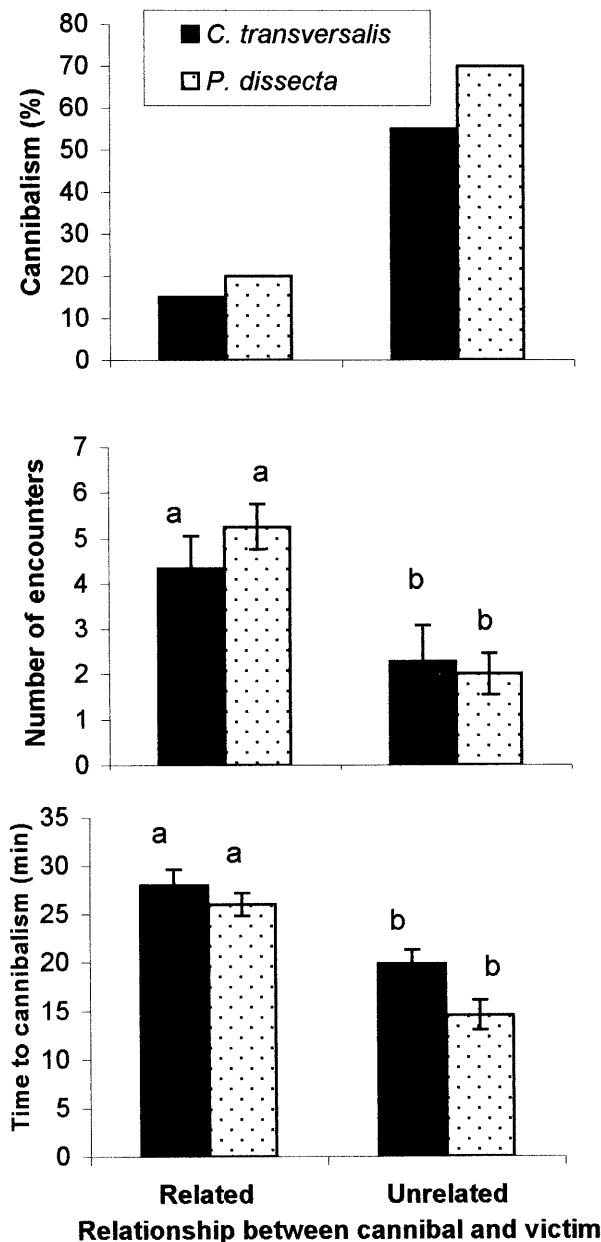 C. transversalis
P. dissecta
Cannibalism (%)
80
70
60
50
40
30
20
10
0
Number of encounters
7
6
5
4
3
2
1
0
a
a
b
b
Time to cannibalism (min)
35
30
25
20
15
10
5
0
a
a
b
b
Related
Unrelated
Relationship between cannibal and victim